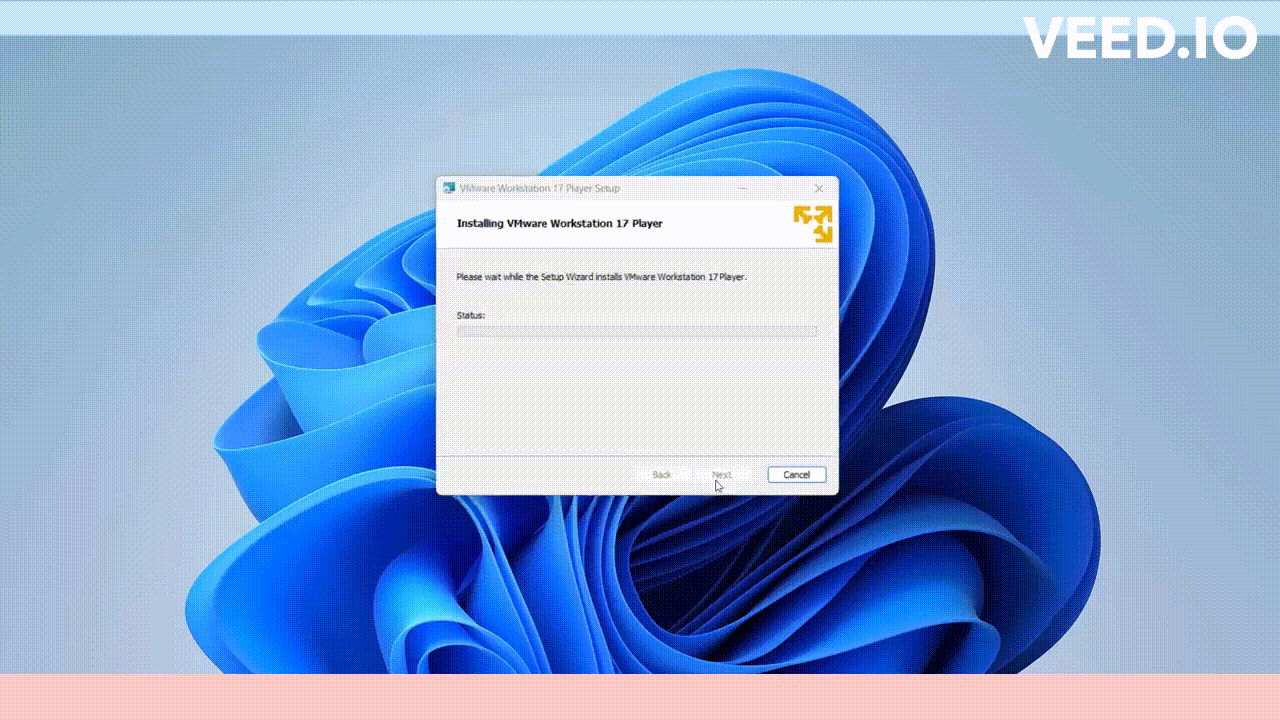 VEED.IO
VMware Workstation 17 Player Setup
Installing VMware Workstation 17 Player
Please wait while the Setup Wizard installs VMware Workstation 17 Player.
Status:
Back Next Cancel